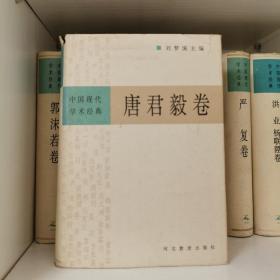 刘梦溪主编
中国现代
学术经典
唐君毅卷
河北教育出版社
郭沫若卷
严复卷
洪业 杨联陞卷